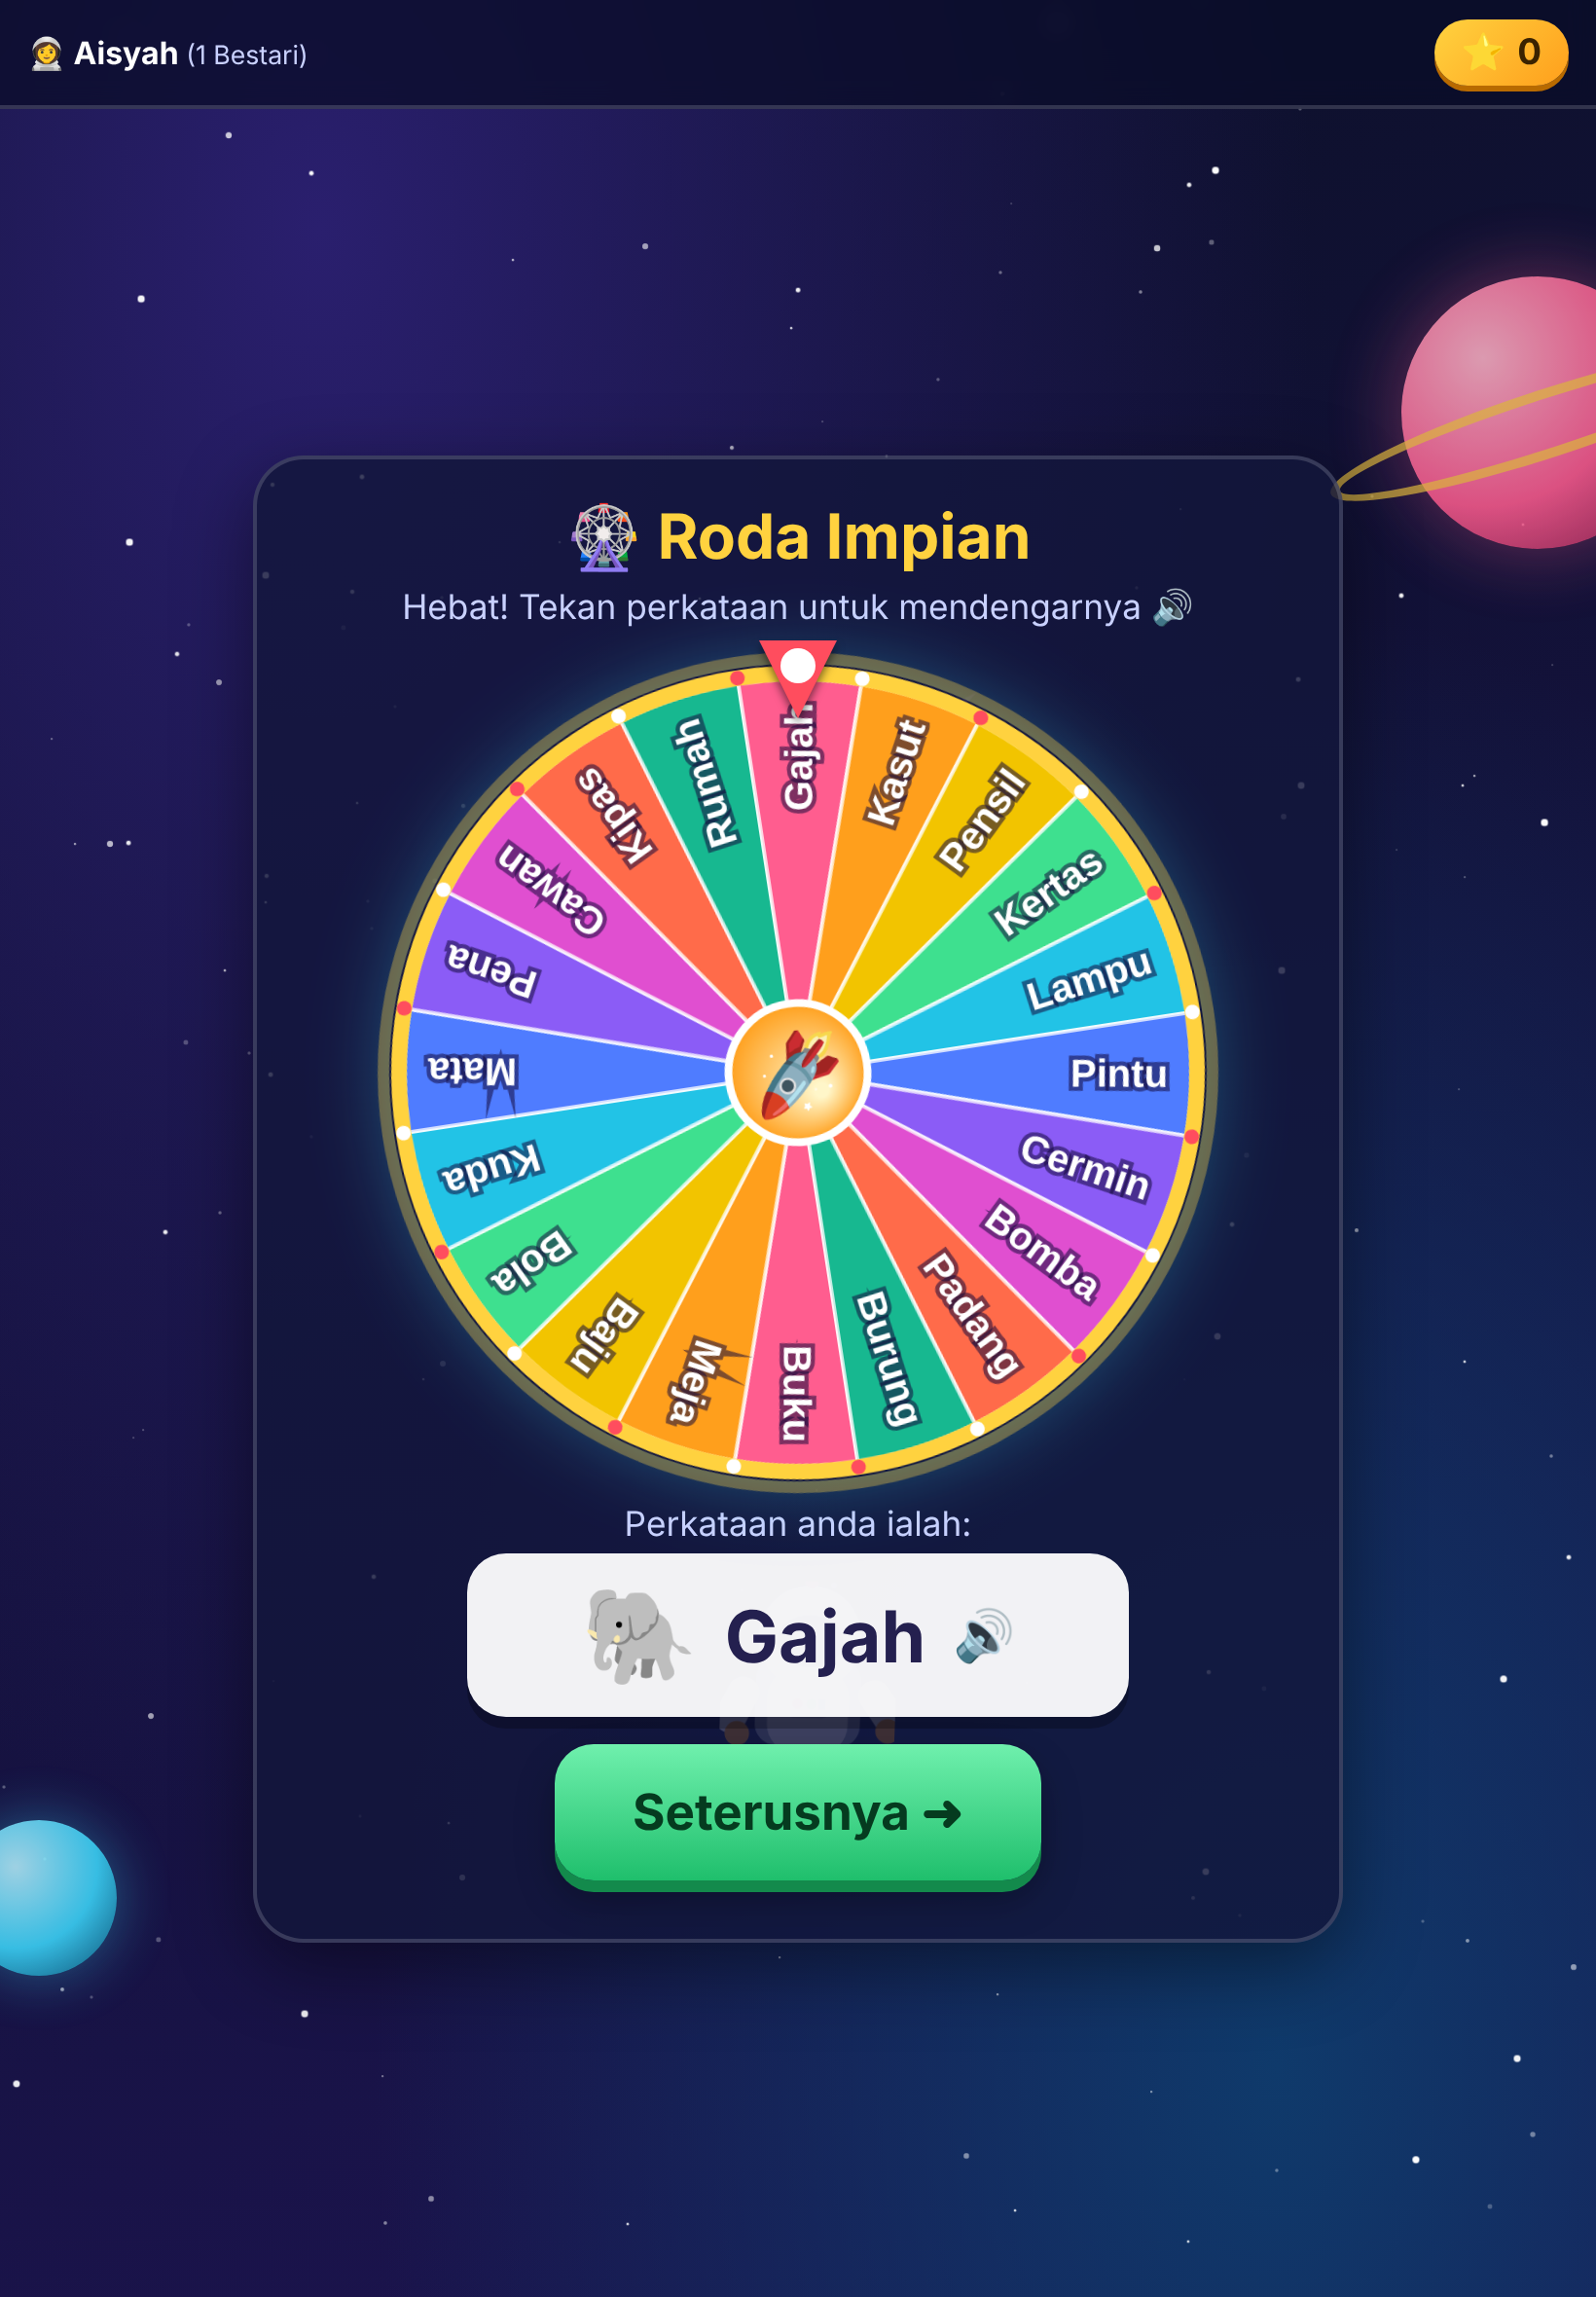 Aisyah (1 Bestari)
0
Roda Impian
Hebat! Tekan perkataan untuk mendengarnya
Gajah
Kasut
Pensil
Kertas
Lampu
Pintu
Cermin
Bomba
Padang
Burung
Buku
Meja
Baju
Bola
Kuda
Mata
Pena
Cawan
Kipas
Rumah
Perkataan anda ialah:
Gajah
Seterusnya ➜